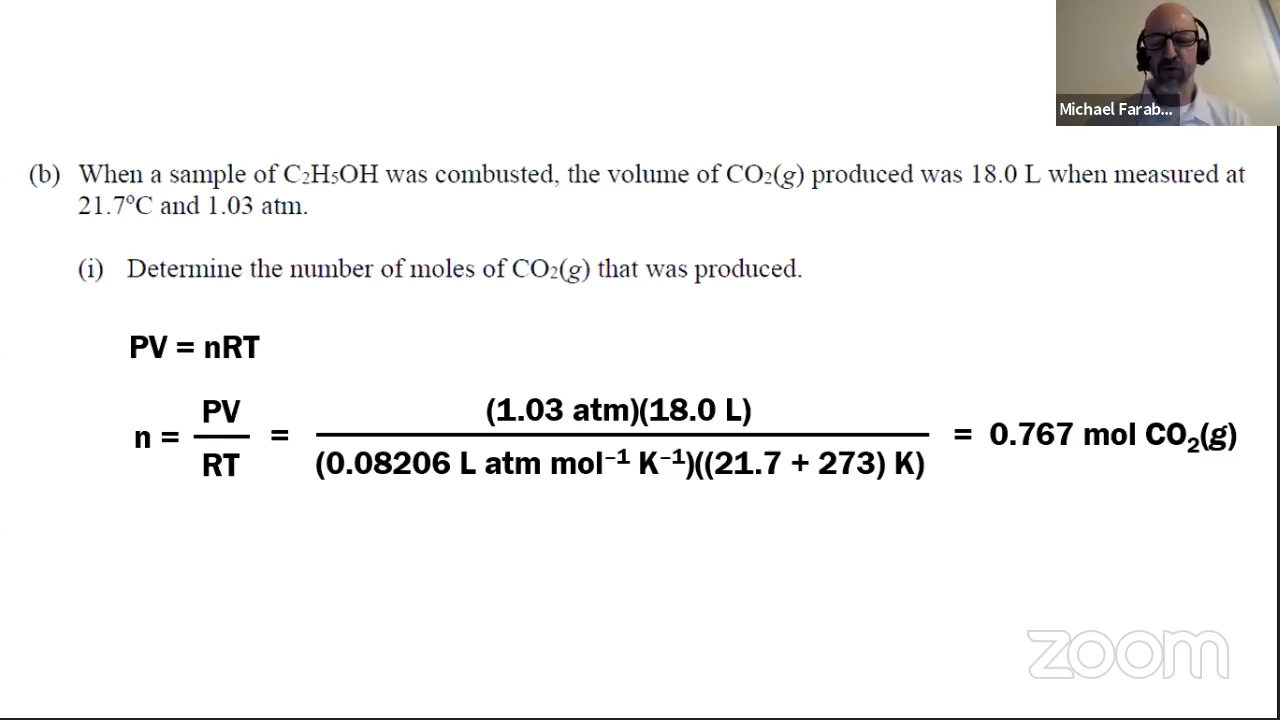 Michael Farab...
(b) When a sample of C₂H₅OH was combusted, the volume of CO₂(g) produced was 18.0 L when measured at
21.7°C and 1.03 atm.
(i) Determine the number of moles of CO₂(g) that was produced.
PV = nRT
n = PV / RT = (1.03 atm)(18.0 L) / (0.08206 L atm mol⁻¹ K⁻¹)((21.7 + 273) K) = 0.767 mol CO₂(g)
zoom